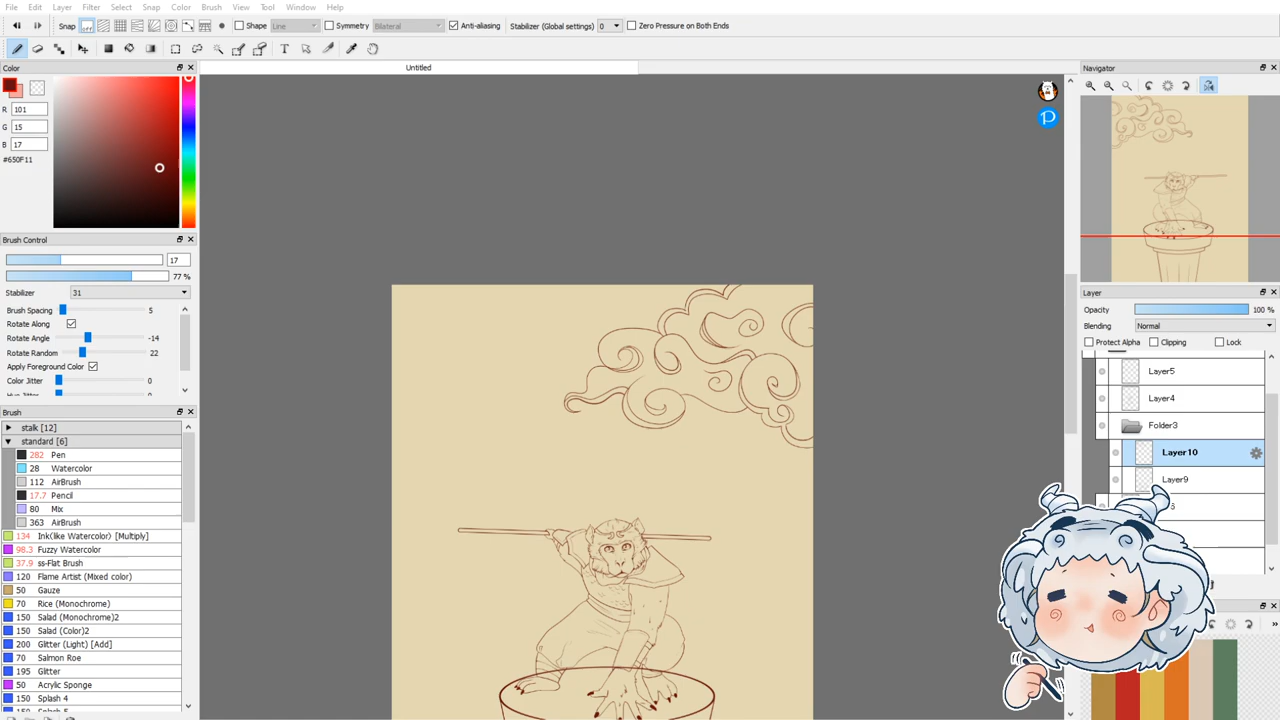 File Edit Layer Filter Select Snap Color Brush View Tool Window Help
Snap Shape Line Symmetry Bilateral Anti-aliasing Stabilizer (Global settings) 0 Zero Pressure on Both Ends
Color
Untitled
Navigator
R 101
G 15
B 17
#650F11
Brush Control
17
77 %
Stabilizer 31
Brush Spacing 5
Rotate Along
Rotate Angle -14
Rotate Random 22
Apply Foreground Color
Color Jitter 0
Brush
stalk [12]
standard [6]
282 Pen
28 Watercolor
112 AirBrush
17.7 Pencil
80 Mix
363 AirBrush
134 Ink(like Watercolor) [Multiply]
98.3 Fuzzy Watercolor
37.9 ss-Flat Brush
120 Flame Artist (Mixed color)
50 Gauze
70 Rice (Monochrome)
150 Salad (Monochrome)2
150 Salad (Color)2
200 Glitter (Light) [Add]
70 Salmon Roe
195 Glitter
50 Acrylic Sponge
150 Splash 4
Layer
Opacity 100 %
Blending Normal
Protect Alpha Clipping Lock
Layer5
Layer4
Folder3
Layer10
Layer9